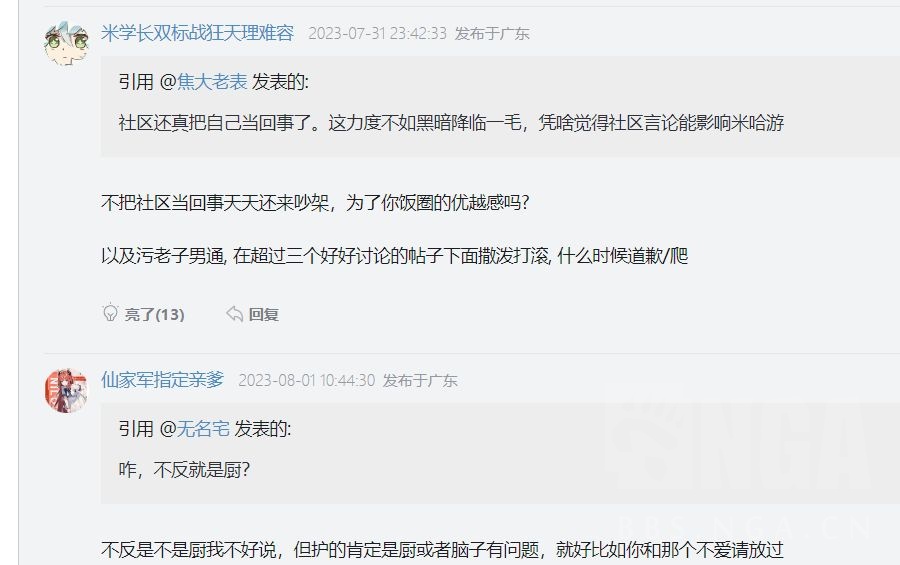 米学长双标战狂天理难容 2023-07-31 23:42:33 发布于广东
引用 @焦大老表 发表的:
社区还真把自己当回事了。这力度不如黑暗降临一毛，凭啥觉得社区言论能影响米哈游
不把社区当回事天天还来吵架，为了你饭圈的优越感吗?
以及污老子男通, 在超过三个好好讨论的帖子下面撒泼打滚, 什么时候道歉/爬
亮了(13) 回复
仙家军指定亲爹 2023-08-01 10:44:30 发布于广东
引用 @无名宅 发表的:
咋，不反就是厨?
NGA
BBS.NGA.CN
不反是不是厨我不好说，但护的肯定是厨或者脑子有问题，就好比如你和那个不爱请放过